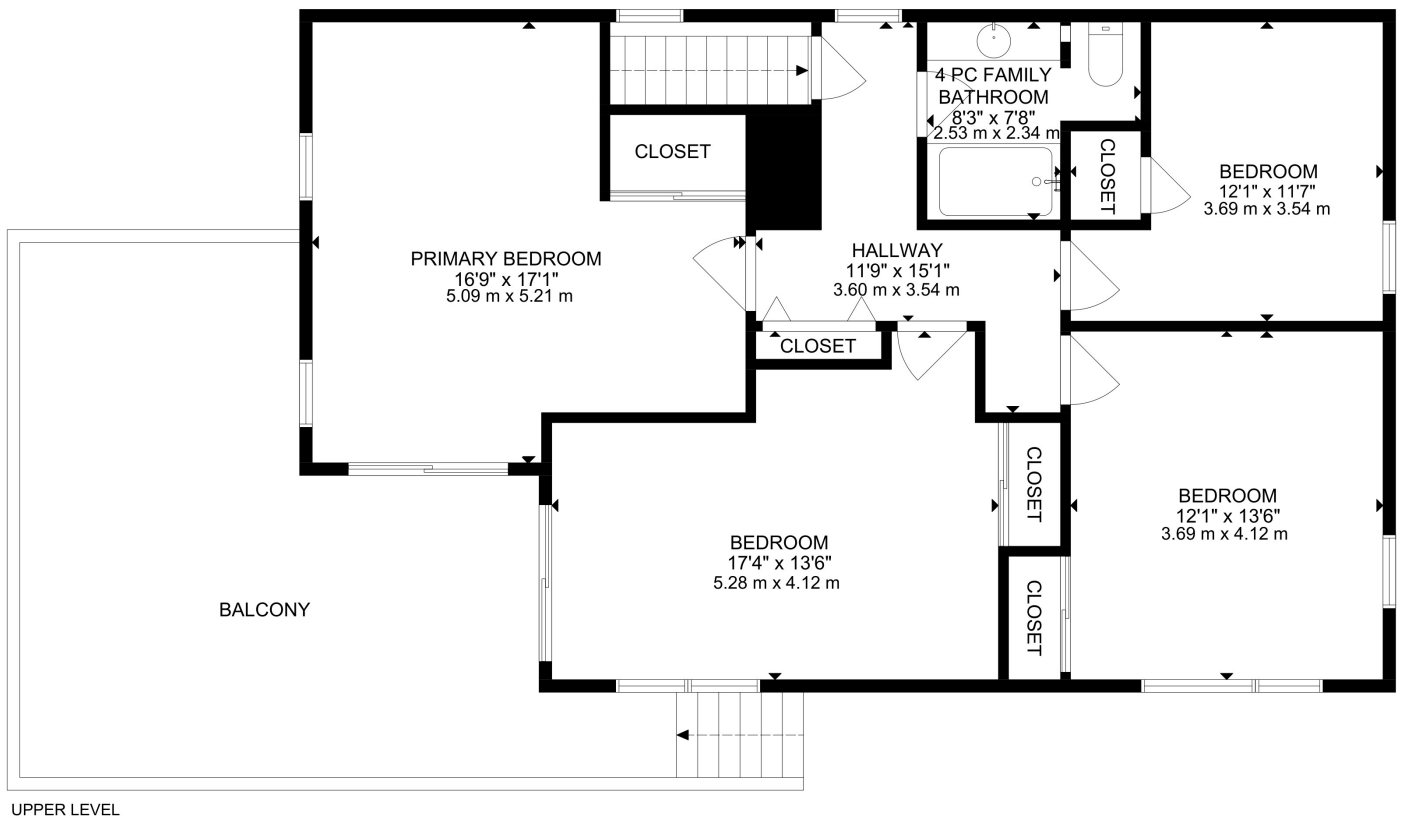 4 PC FAMILY
BATHROOM
8'3" x 7'8"
2.53 m x 2.34 m
CLOSET
CLOSET
BEDROOM
12'1" x 11'7"
3.69 m x 3.54 m
PRIMARY BEDROOM
16'9" x 17'1"
5.09 m x 5.21 m
HALLWAY
11'9" x 15'1"
3.60 m x 3.54 m
CLOSET
CLOSET
BEDROOM
12'1" x 13'6"
3.69 m x 4.12 m
BEDROOM
17'4" x 13'6"
5.28 m x 4.12 m
CLOSET
BALCONY
UPPER LEVEL